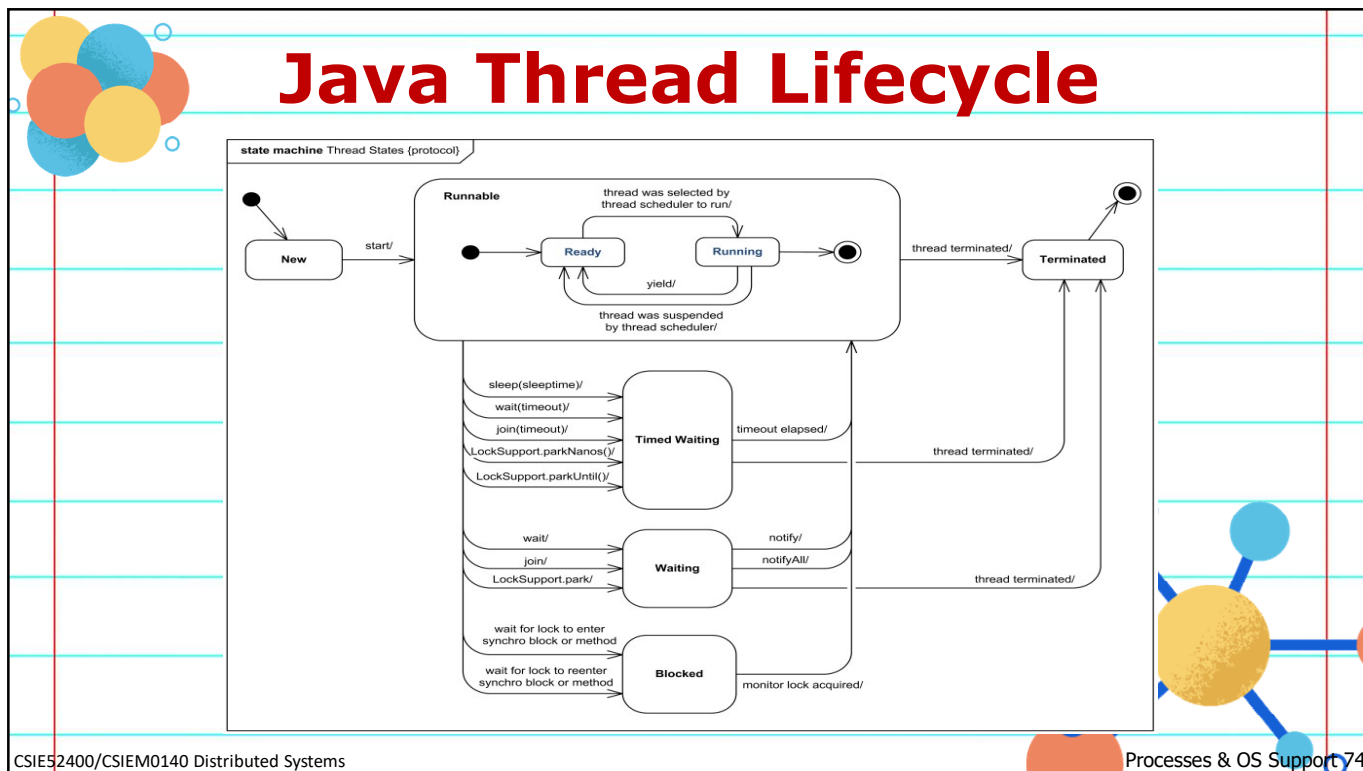 Java Thread Lifecycle
state machine Thread States {protocol}
Runnable
thread was selected by
thread scheduler to run/
New
start/
Ready
Running
yield/
thread was suspended
by thread scheduler/
thread terminated/
Terminated
sleep(sleeptime)/
wait(timeout)/
join(timeout)/
LockSupport.parkNanos()/
LockSupport.parkUntil()/
Timed Waiting
timeout elapsed/
thread terminated/
wait/
join/
LockSupport.park/
Waiting
notify/
notifyAll/
thread terminated/
wait for lock to enter
synchro block or method
wait for lock to reenter
synchro block or method
Blocked
monitor lock acquired/
CSIE52400/CSIEM0140 Distributed Systems
Processes & OS Support 74